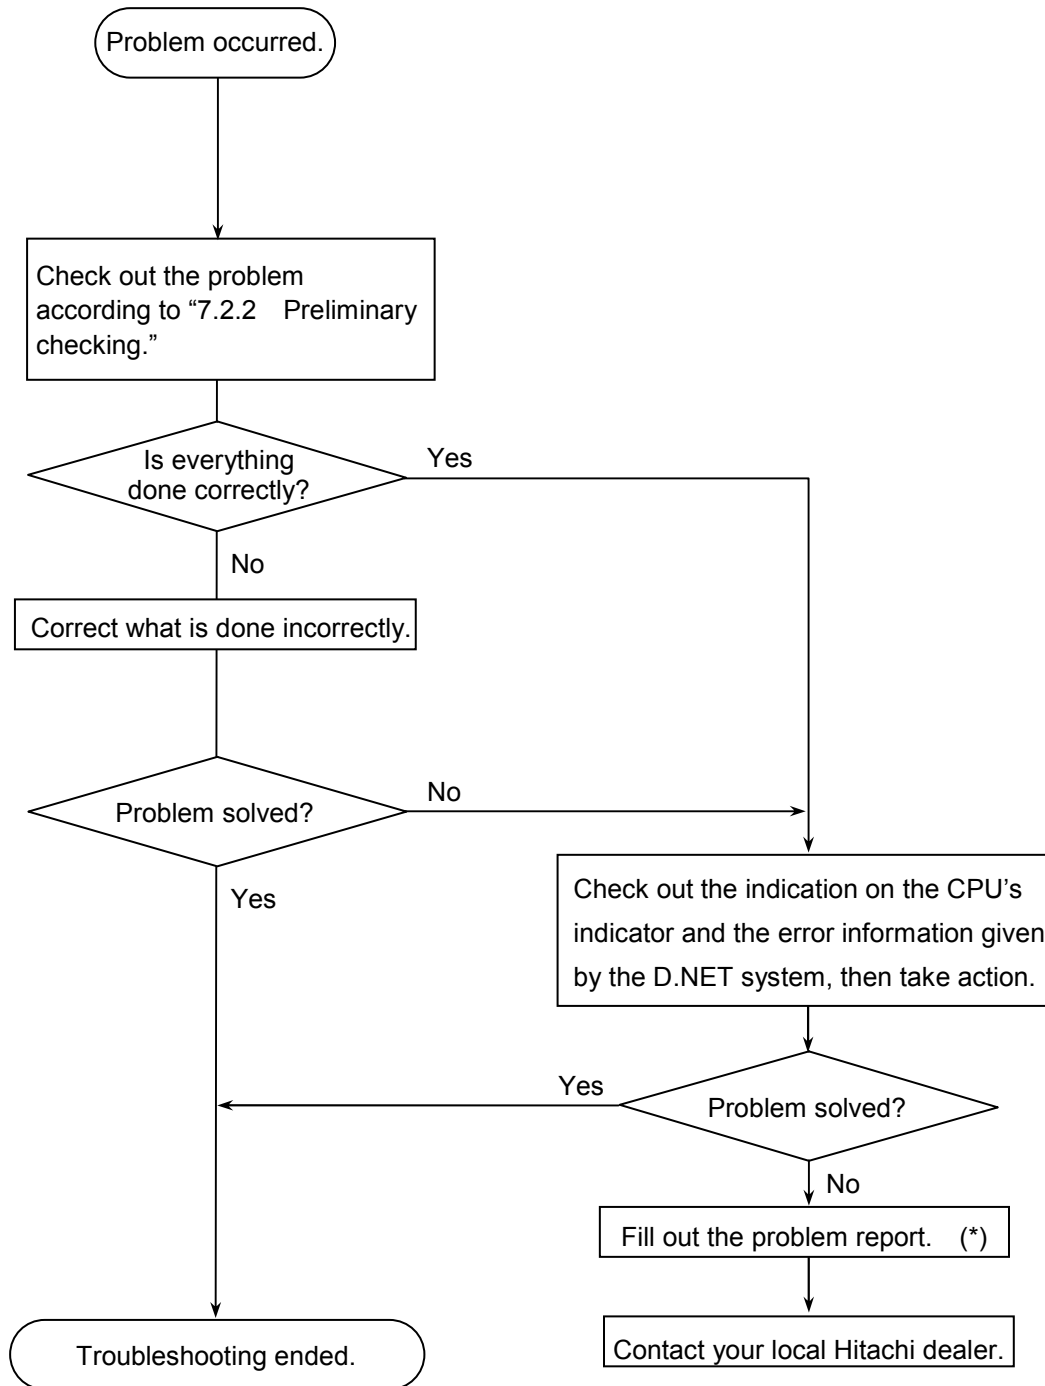 Problem occurred.
Check out the problem
according to “7.2.2 Preliminary
checking.”
Is everything
done correctly?
Yes
No
Correct what is done incorrectly.
Problem solved?
No
Yes
Check out the indication on the CPU’s
indicator and the error information given
by the D.NET system, then take action.
Yes
Problem solved?
No
Fill out the problem report. (*)
Contact your local Hitachi dealer.
Troubleshooting ended.